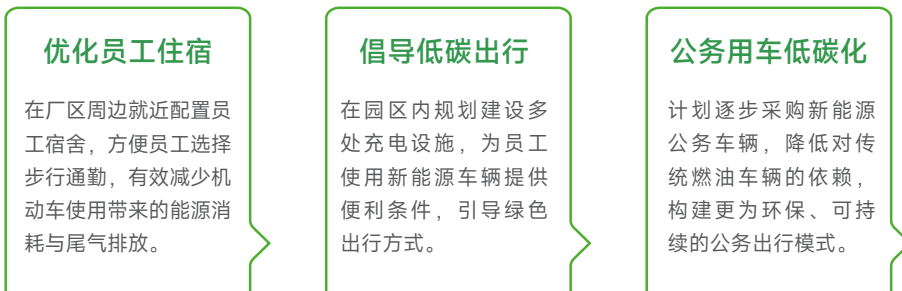 优化员工住宿
在厂区周边就近配置员
工宿舍，方便员工选择
步行通勤，有效减少机
动车使用带来的能源消
耗与尾气排放。
倡导低碳出行
在园区内规划建设多
处充电设施，为员工
使用新能源车辆提供
便利条件，引导绿色
出行方式。
公务用车低碳化
计划逐步采购新能源
公务车辆，降低对传
统燃油车辆的依赖，
构建更为环保、可持
续的公务出行模式。